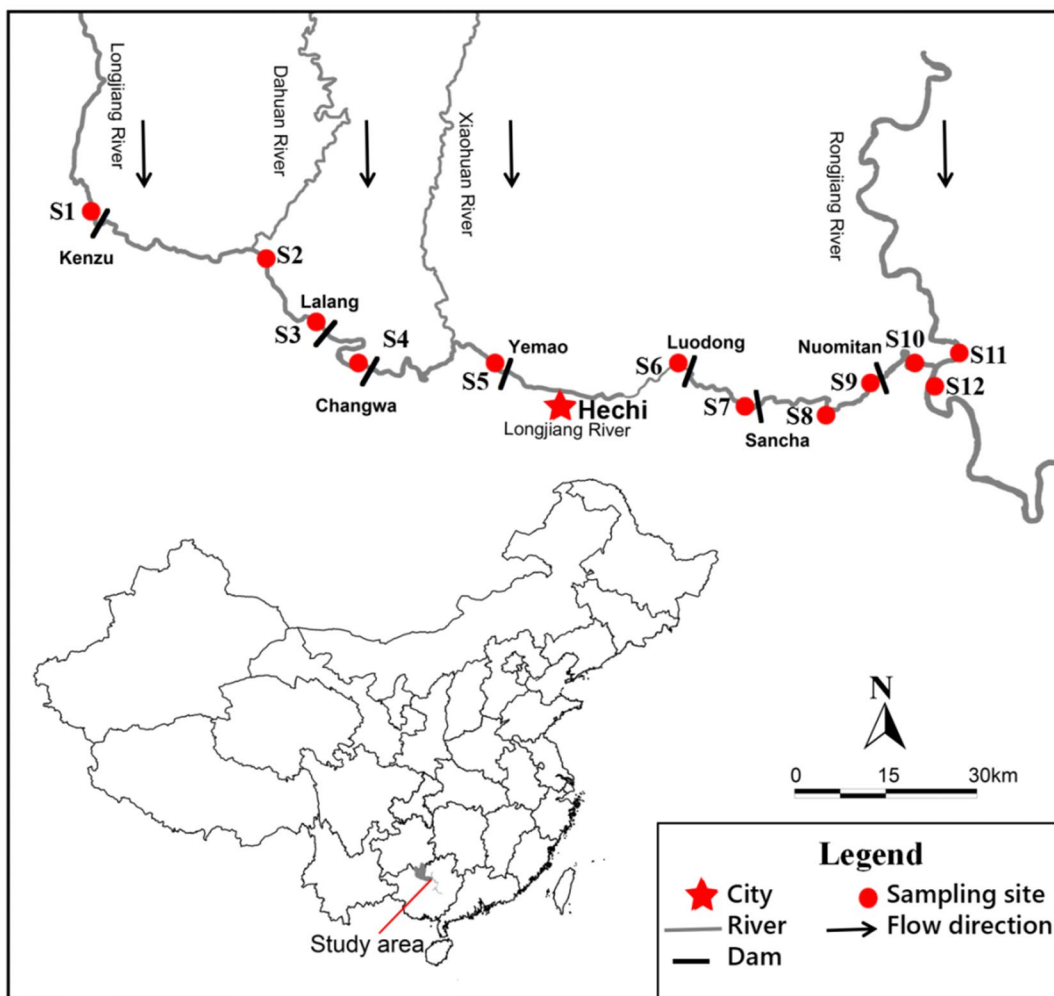 Longjiang River
Dahuan River
Xiaohuan River
Rongjiang River
S1
Kenzu
S2
Lalang
S3
S4
Changwa
Yemao
S5
Hechi
Longjiang River
S6
Luodong
S7
Sancha
S8
Nuomitan
S9
S10
S11
S12
N
0 15 30km
Study area
Legend
City
Sampling site
River
Flow direction
Dam